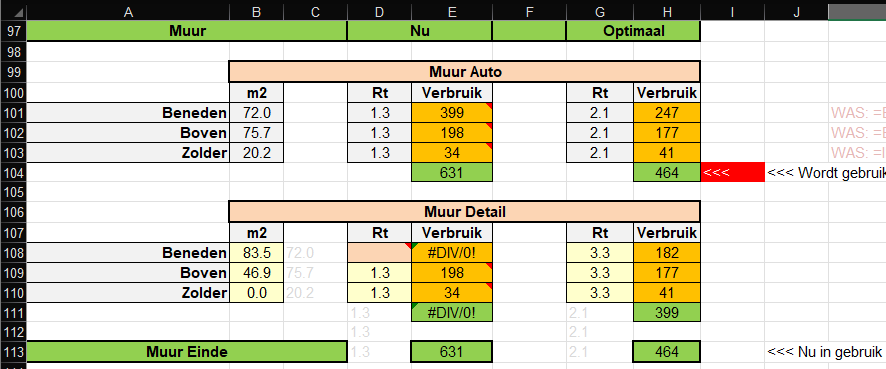 A B C D E F G H I J
97 Muur Nu Optimaal
98
99 Muur Auto
100 m2 Rt Verbruik Rt Verbruik
101 Beneden 72.0 1.3 399 2.1 247 WAS: =E
102 Boven 75.7 1.3 198 2.1 177 WAS: =E
103 Zolder 20.2 1.3 34 2.1 41 WAS: =I
104 631 464 <<< <<< Wordt gebruik
105
106 Muur Detail
107 m2 Rt Verbruik Rt Verbruik
108 Beneden 83.5 72.0 #DIV/0! 3.3 182
109 Boven 46.9 75.7 1.3 198 3.3 177
110 Zolder 0.0 20.2 1.3 34 3.3 41
111 1.3 #DIV/0! 2.1 399
112 1.3 2.1
113 Muur Einde 1.3 631 2.1 464 <<< Nu in gebruik